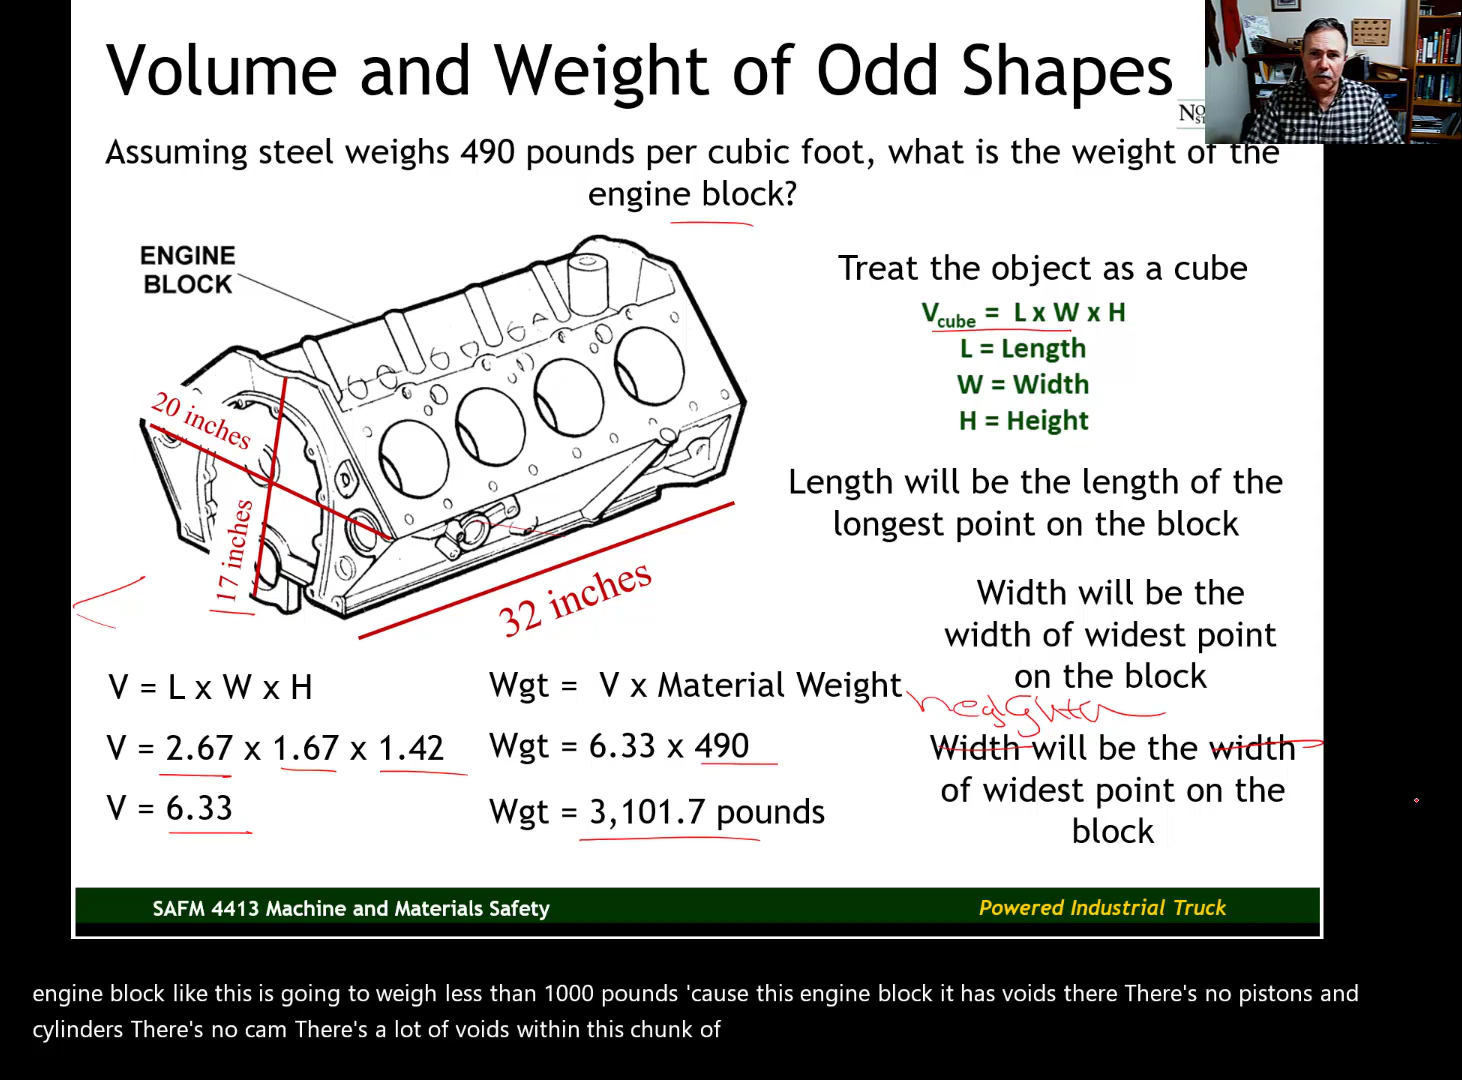 Volume and Weight of Odd Shapes
Assuming steel weighs 490 pounds per cubic foot, what is the weight of the
engine block?
ENGINE
BLOCK
20 inches
17 inches
32 inches
Treat the object as a cube
Vcube = L x W x H
L = Length
W = Width
H = Height
Length will be the length of the
longest point on the block
Width will be the
width of widest point
on the block
Width will be the width
of widest point on the
block
V = L x W x H
V = 2.67 x 1.67 x 1.42
V = 6.33
Wgt = V x Material Weight
Wgt = 6.33 x 490
Wgt = 3,101.7 pounds
SAFM 4413 Machine and Materials Safety
Powered Industrial Truck
engine block like this is going to weigh less than 1000 pounds 'cause this engine block it has voids there There's no pistons and
cylinders There's no cam There's a lot of voids within this chunk of